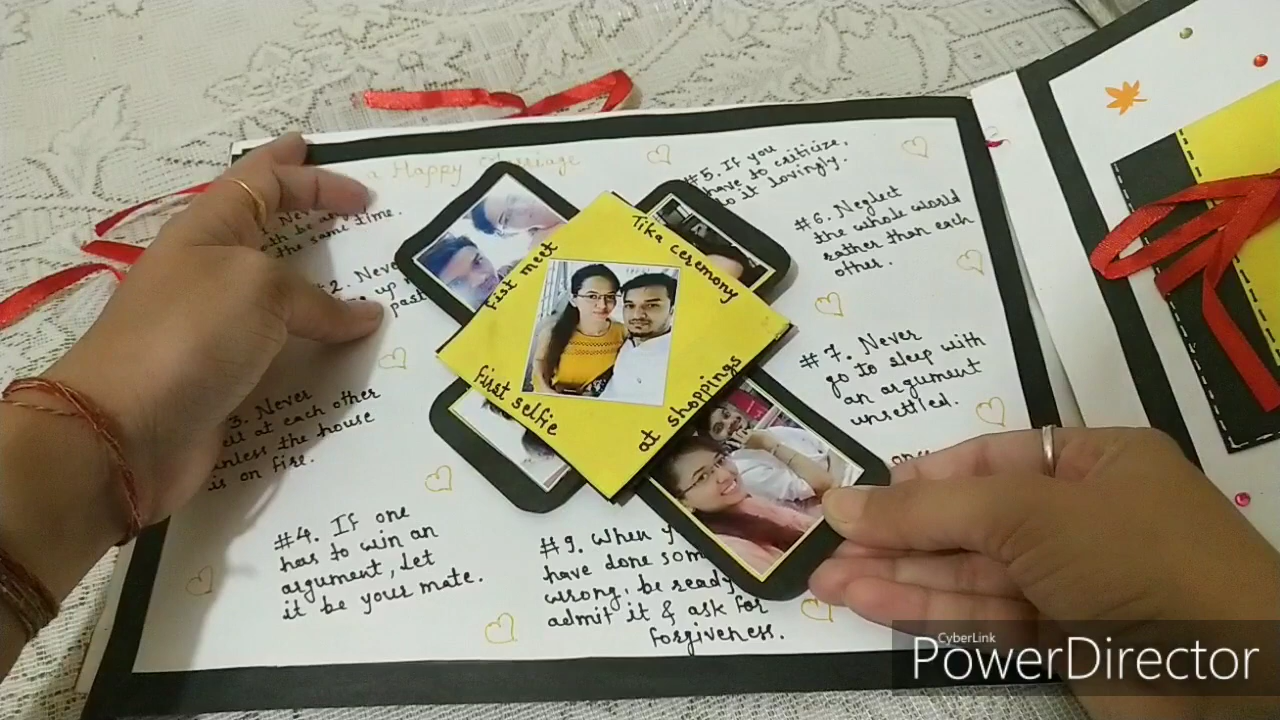 a Happy Marriage
the same time.
#2. Never
past
3. Never
at each other
unless the house
is on fire.
#4. If one
has to win an
argument, let
it be your mate.
#5. If you
have to criticize,
do it lovingly.
#6. Neglect
the whole world
rather than each
other.
#7. Never
go to sleep with
an argument
unsettled.
#9. When
have done som
wrong, be ready
admit it & ask for
forgiveness.
Fist meet
Tika ceremony
First selfie
at shoppings
CyberLink
PowerDirector